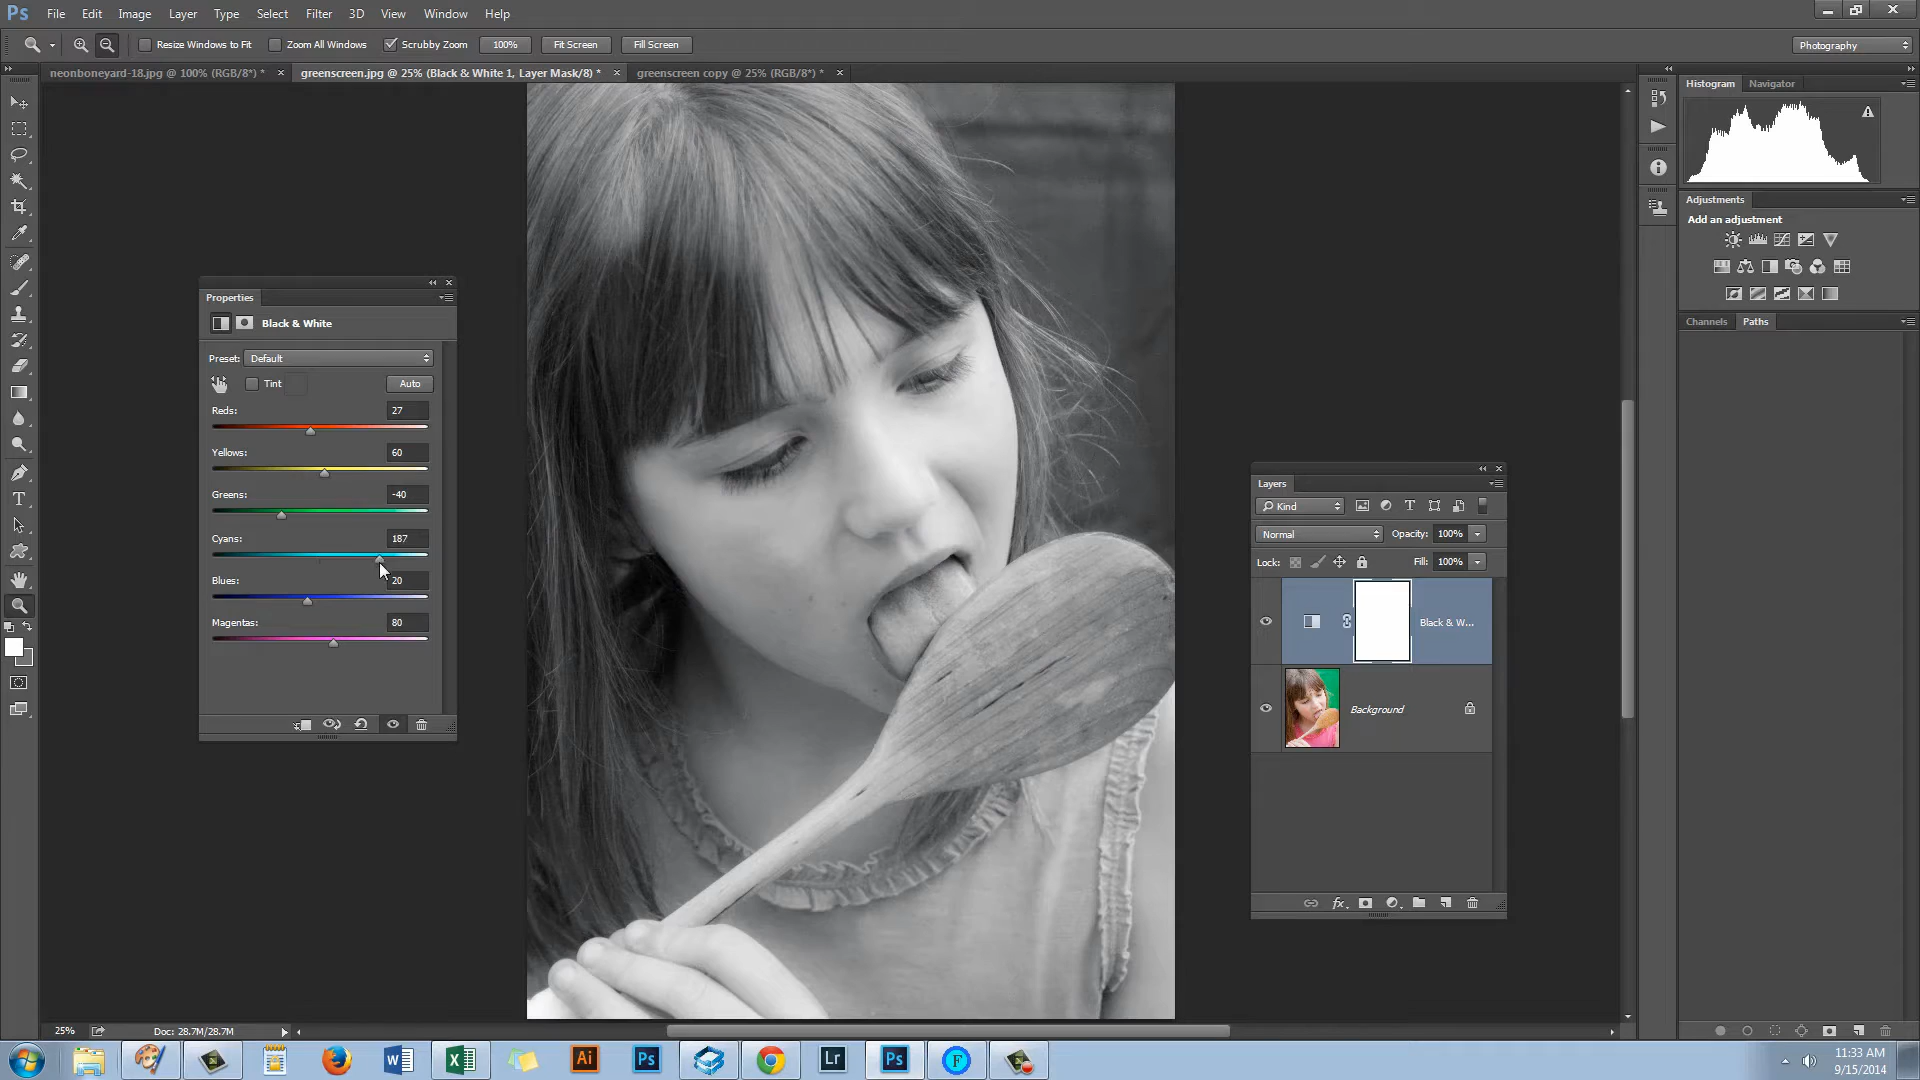 Ps File Edit Image Layer Type Select Filter 3D View Window Help
Resize Windows to Fit Zoom All Windows Scrubby Zoom 100% Fit Screen Fill Screen Photography
neonboneyard-18.jpg @ 100% (RGB/8*) * × greenscreen.jpg @ 25% (Black & White 1, Layer Mask/8) * × greenscreen copy @ 25% (RGB/8*) * ×
Histogram Navigator
Adjustments
Add an adjustment
Channels Paths
Properties
Black & White
Preset: Default
Tint Auto
Reds: 27
Yellows: 60
Greens: -40
Cyans: 187
Blues: 20
Magentas: 80
Layers
Kind
Normal Opacity: 100%
Lock: Fill: 100%
Black & W...
Background
fx
25% Doc: 28.7M/28.7M
W X Ai Ps Lr Ps F
11:33 AM
9/15/2014